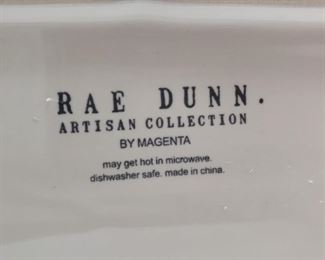 RAE DUNN.
ARTISAN COLLECTION
BY MAGENTA
may get hot in microwave.
dishwasher safe. made in china.